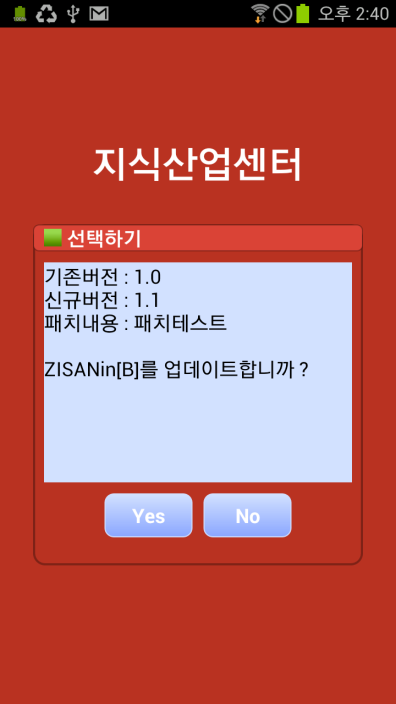 오후 2:40
지식산업센터
선택하기
기존버전 : 1.0
신규버전 : 1.1
패치내용 : 패치테스트
ZISANin[B]를 업데이트합니까 ?
Yes
No